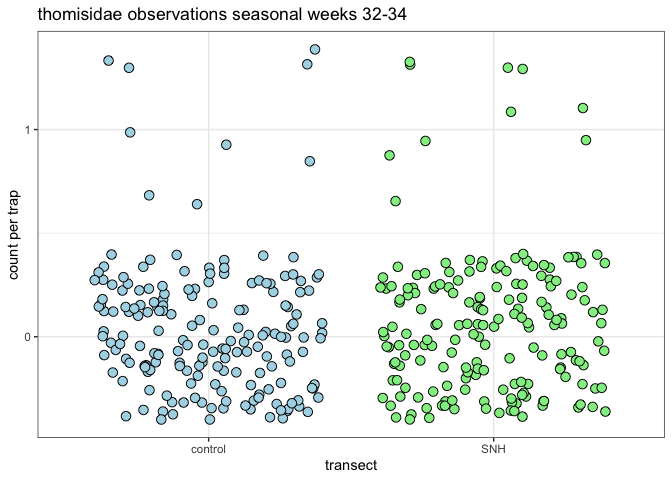 thomisidae observations seasonal weeks 32-34
count per trap
1
0
control SNH
transect